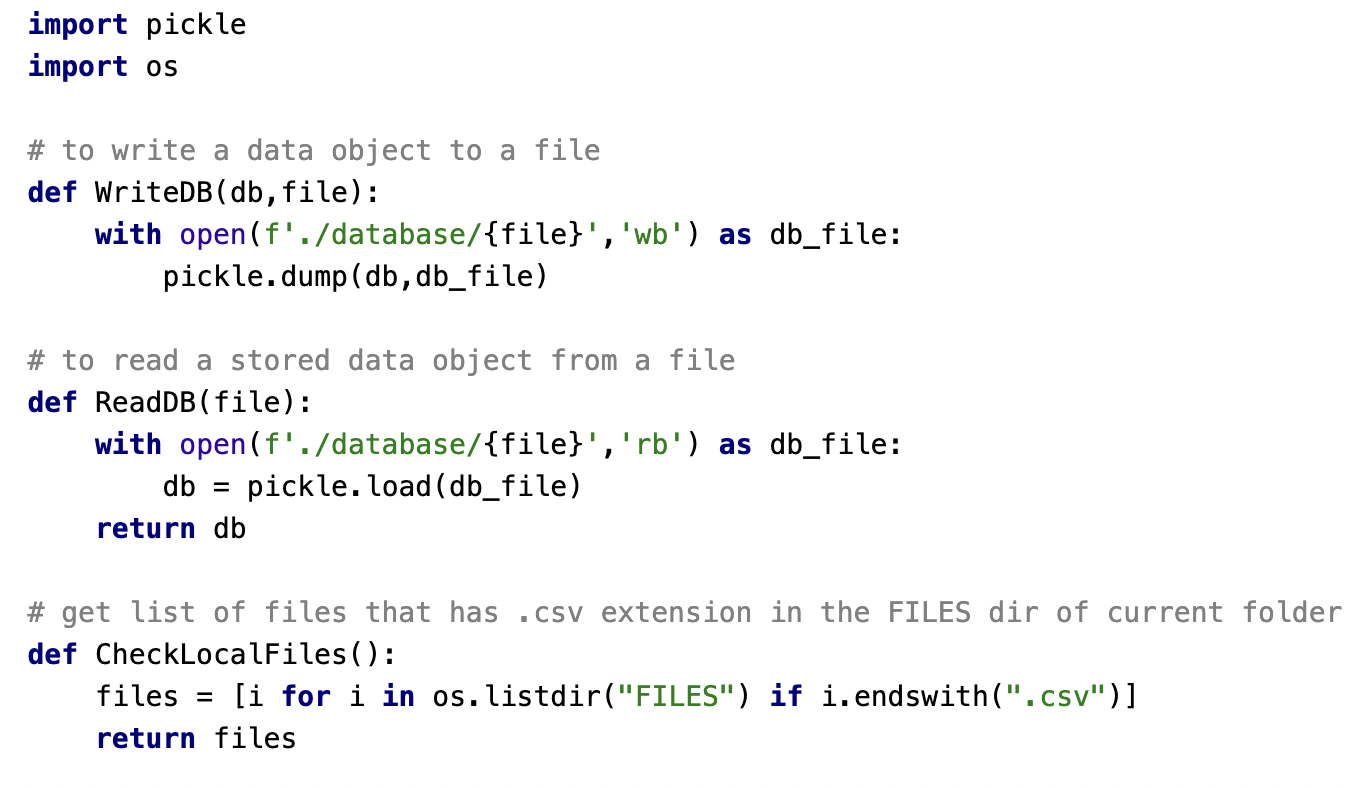 import pickle
import os
# to write a data object to a file
def WriteDB(db,file):
    with open(f'./database/{file}','wb') as db_file:
        pickle.dump(db,db_file)
# to read a stored data object from a file
def ReadDB(file):
    with open(f'./database/{file}','rb') as db_file:
        db = pickle.load(db_file)
    return db
# get list of files that has .csv extension in the FILES dir of current folder
def CheckLocalFiles():
    files = [i for i in os.listdir("FILES") if i.endswith(".csv")]
    return files